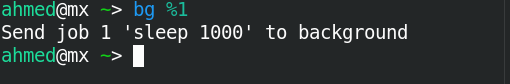 ahmed@mx ~> bg %1
Send job 1 'sleep 1000' to background
ahmed@mx ~>